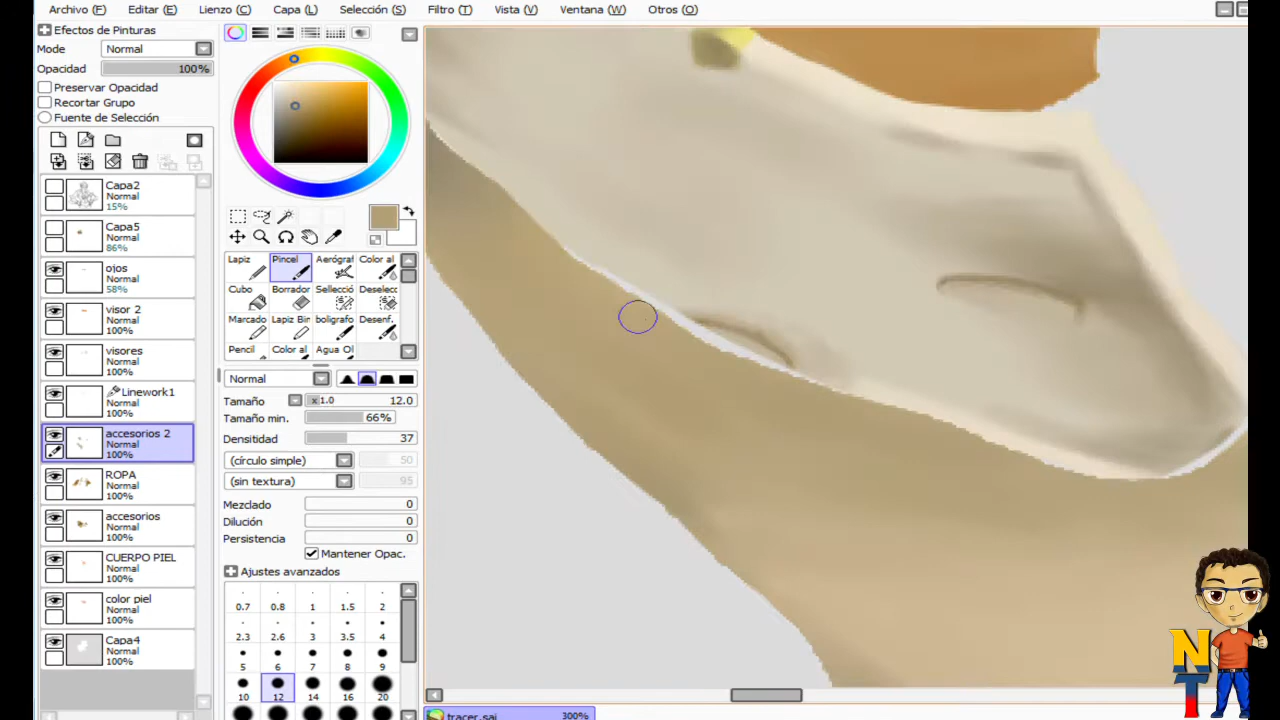 Archivo (F) Editar (E) Lienzo (C) Capa (L) Selección (S) Filtro (T) Vista (V) Ventana (W) Otros (O)
Efectos de Pinturas
Mode Normal
Opacidad 100%
Preservar Opacidad
Recortar Grupo
Fuente de Selección
Capa2
Normal
15%
Capa5
Normal
86%
ojos
Normal
58%
visor 2
Normal
100%
visores
Normal
100%
Linework1
Normal
100%
accesorios 2
Normal
100%
ROPA
Normal
100%
accesorios
Normal
100%
CUERPO PIEL
Normal
100%
color piel
Normal
100%
Capa4
Normal
100%
Lapiz Pincel Aerógraf Color al
Cubo Borrador Sellecció Deselecc
Marcado Lapiz Bin boligrafo Desenf.
Pencil Color al Agua Ol
Normal
Tamaño x1.0 12.0
Tamaño min. 66%
Densitidad 37
(círculo simple) 50
(sin textura) 95
Mezclado 0
Dilución 0
Persistencia 0
Mantener Opac.
Ajustes avanzados
0.7 0.8 1 1.5 2
2.3 2.6 3 3.5 4
5 6 7 8 9
10 12 14 16 20
tracer.sai 300%
N
T